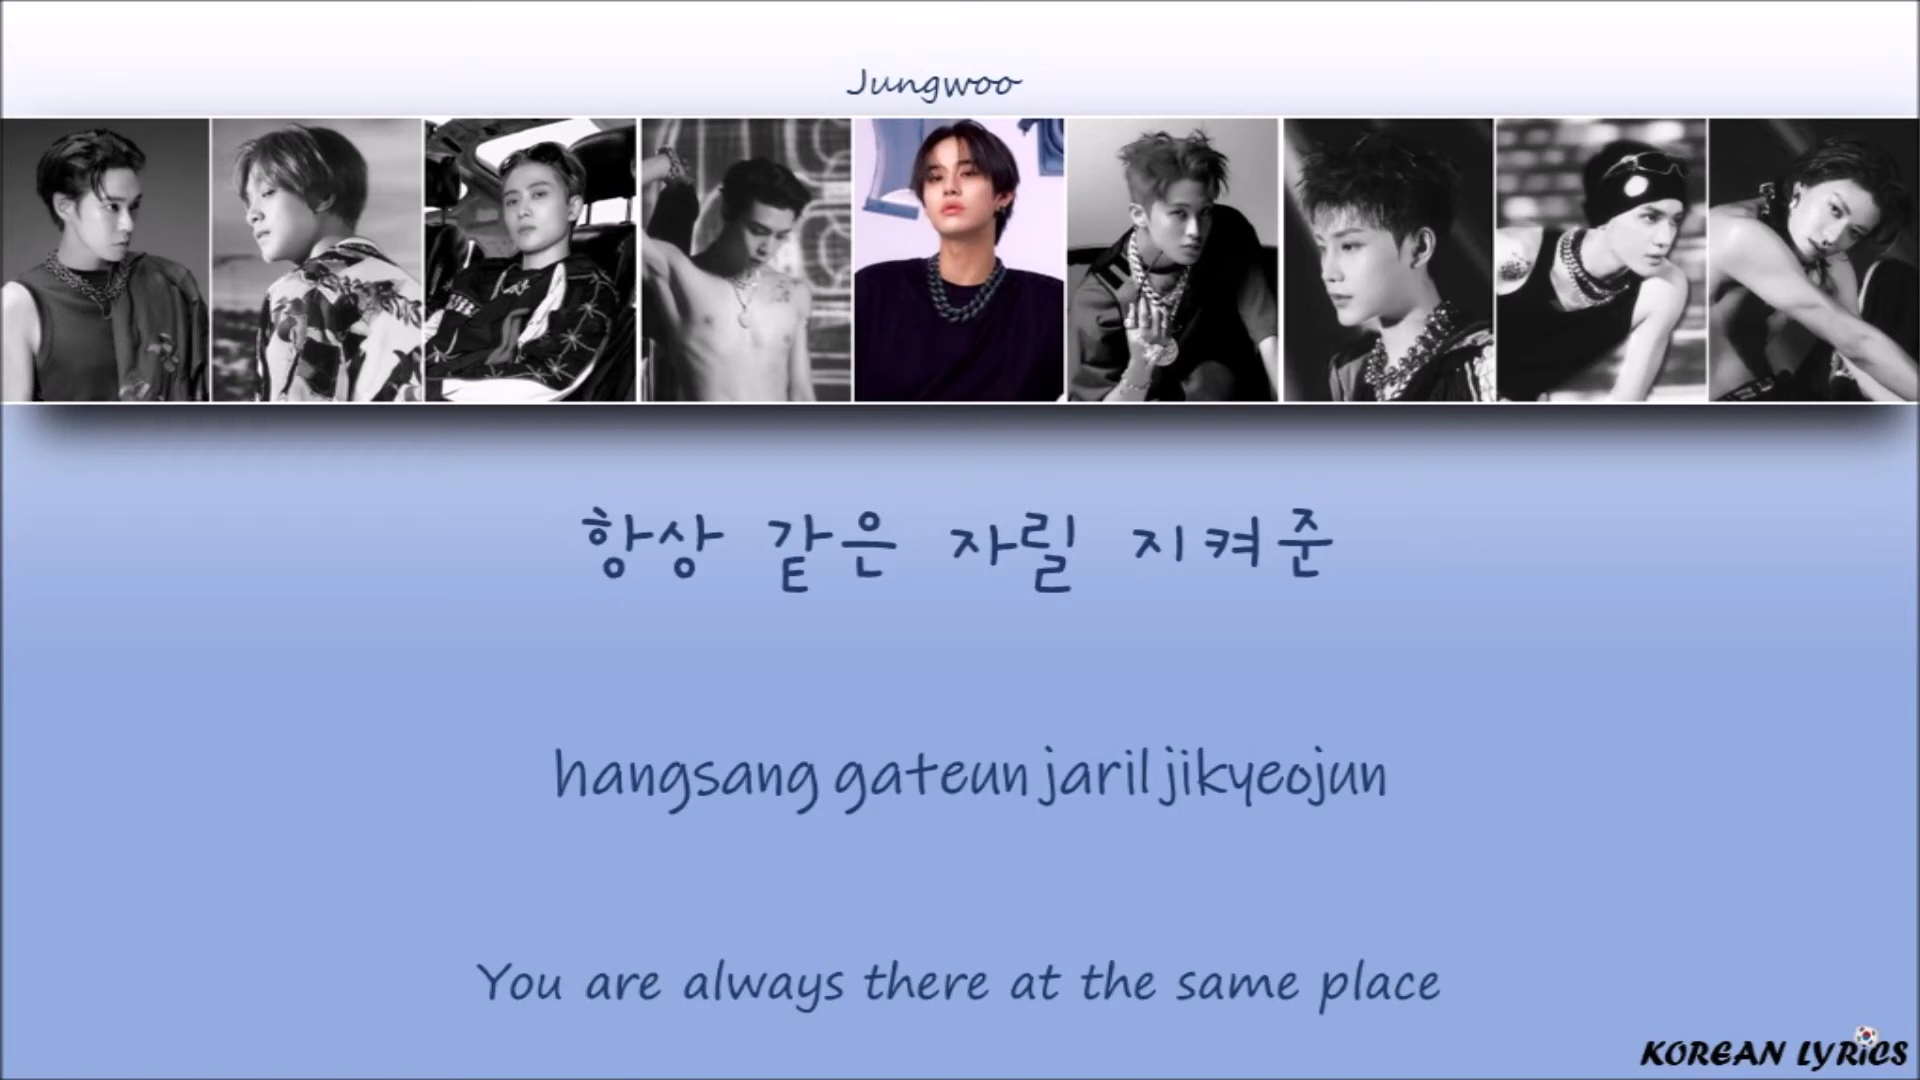 Jungwoo
항상 같은 자릴 지켜준
hangsang gateun jaril jikyeojun
You are always there at the same place
KOREAN LYRICS